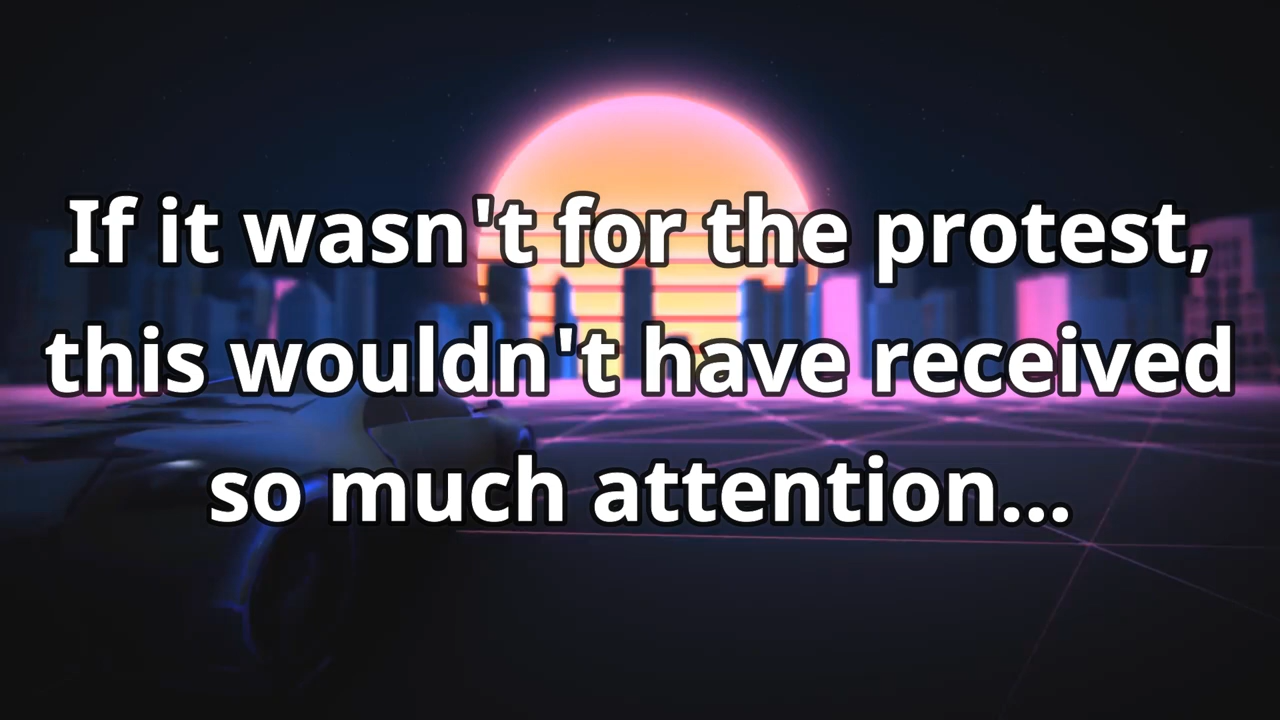 If it wasn't for the protest,
this wouldn't have received
so much attention...